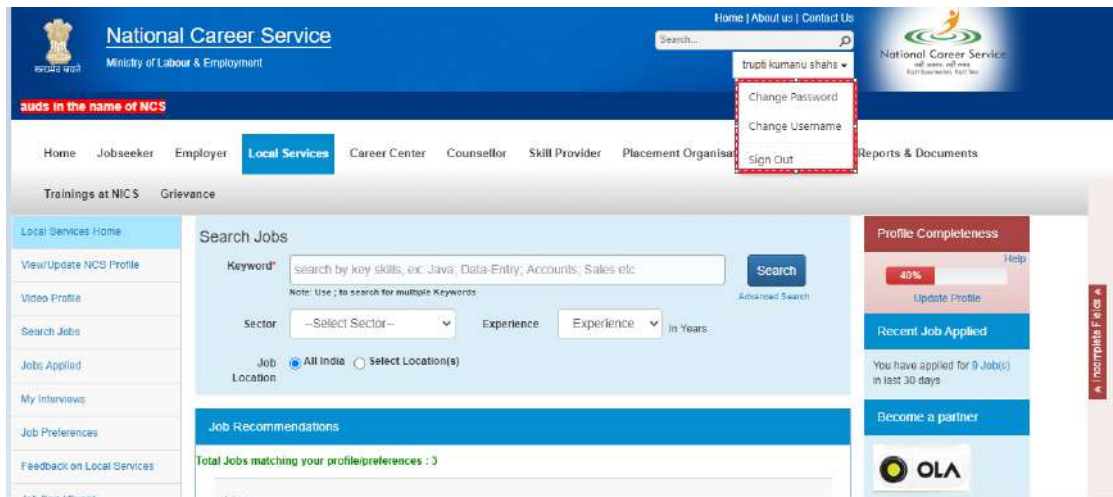 Home | About us | Contact Us
National Career Service
Ministry of Labour & Employment
सत्यमेव जयते
Search...
trupti kumariu shahs
National Career Service
auds in the name of NCS
Change Password
Change Username
Sign Out
Home Jobseeker Employer Local Services Career Center Counsellor Skill Provider Placement Organisat Reports & Documents
Trainings at NICS Grievance
Local Services Home
View/Update NCS Profile
Video Profile
Search Jobs
Jobs Applied
My Interviews
Job Preferences
Feedback on Local Services
Search Jobs
Keyword*
search by key skills, ex: Java; Data-Entry; Accounts; Sales etc
Search
Note: Use ; to search for multiple Keywords
Advanced Search
Sector
--Select Sector--
Experience
Experience
in Years
Job Location
All India
Select Location(s)
Job Recommendations
Total Jobs matching your profile/preferences : 3
Profile Completeness
Help
40%
Update Profile
Recent Job Applied
You have applied for 9 Job(s)
in last 30 days
Become a partner
OLA
Incomplete Fields